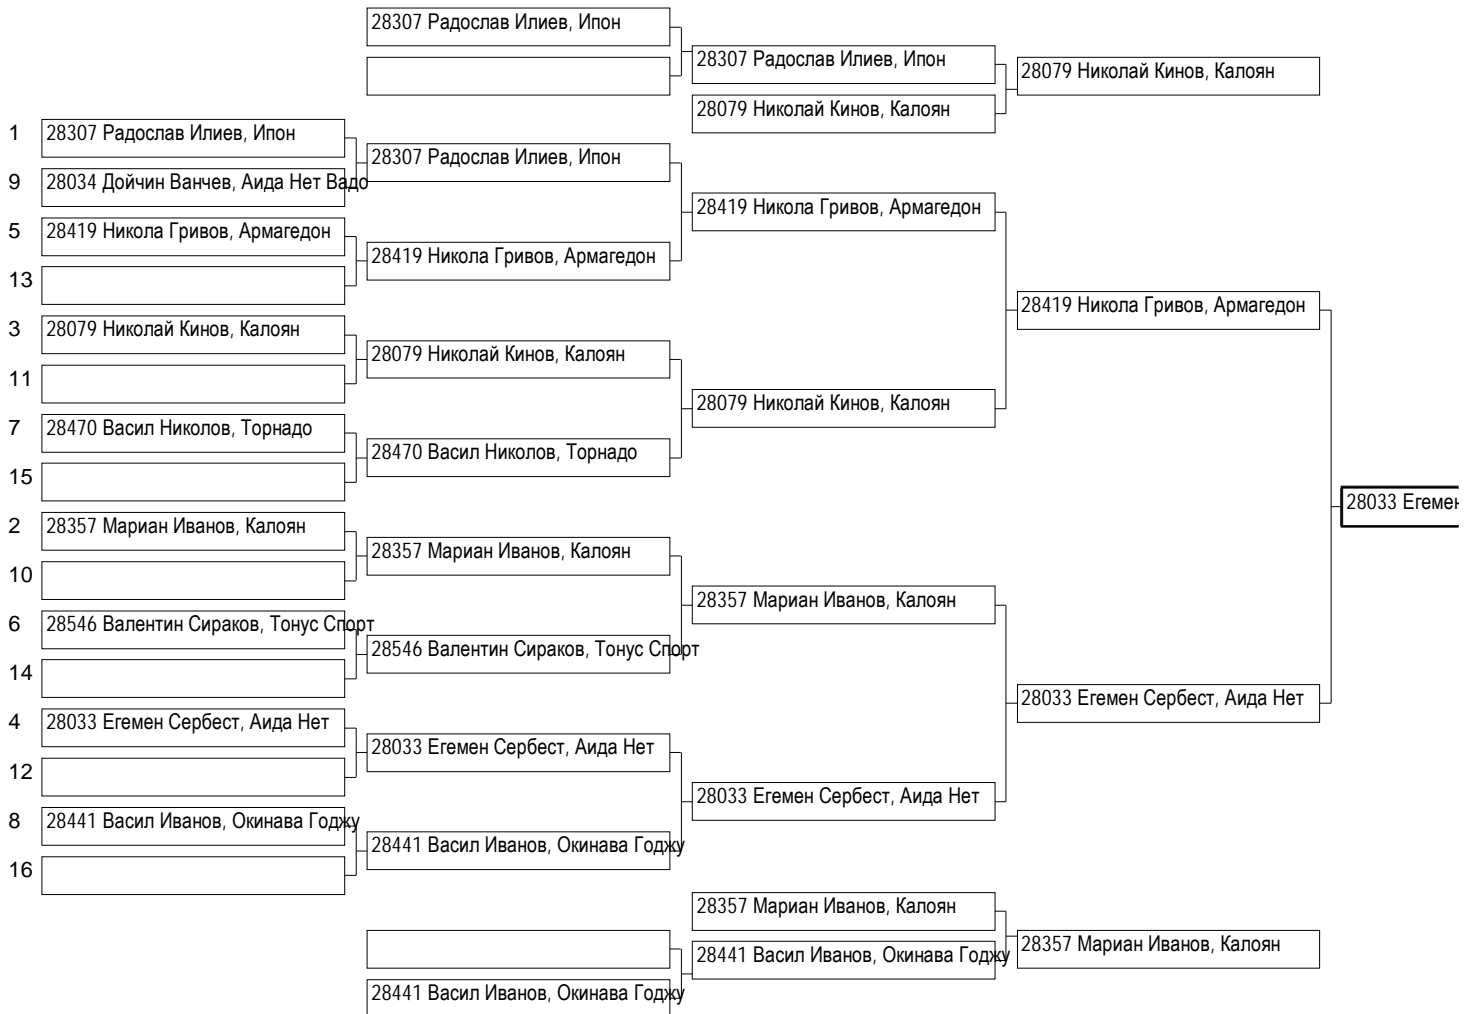 28307 Радослав Илиев, Ипон
28307 Радослав Илиев, Ипон
28079 Николай Кинов, Калоян
28079 Николай Кинов, Калоян
1 28307 Радослав Илиев, Ипон
28307 Радослав Илиев, Ипон
9 28034 Дойчин Ванчев, Аида Нет Вадо
28419 Никола Гривов, Армагедон
5 28419 Никола Гривов, Армагедон
28419 Никола Гривов, Армагедон
13
28419 Никола Гривов, Армагедон
3 28079 Николай Кинов, Калоян
28079 Николай Кинов, Калоян
11
28079 Николай Кинов, Калоян
7 28470 Васил Николов, Торнадо
28470 Васил Николов, Торнадо
15
28033 Егемен
2 28357 Мариан Иванов, Калоян
28357 Мариан Иванов, Калоян
10
28357 Мариан Иванов, Калоян
6 28546 Валентин Сираков, Тонус Спорт
28546 Валентин Сираков, Тонус Спорт
14
28033 Егемен Сербест, Аида Нет
4 28033 Егемен Сербест, Аида Нет
28033 Егемен Сербест, Аида Нет
12
28033 Егемен Сербест, Аида Нет
8 28441 Васил Иванов, Окинава Годжу
28441 Васил Иванов, Окинава Годжу
16
28357 Мариан Иванов, Калоян
28357 Мариан Иванов, Калоян
28441 Васил Иванов, Окинава Годжу
28441 Васил Иванов, Окинава Годжу